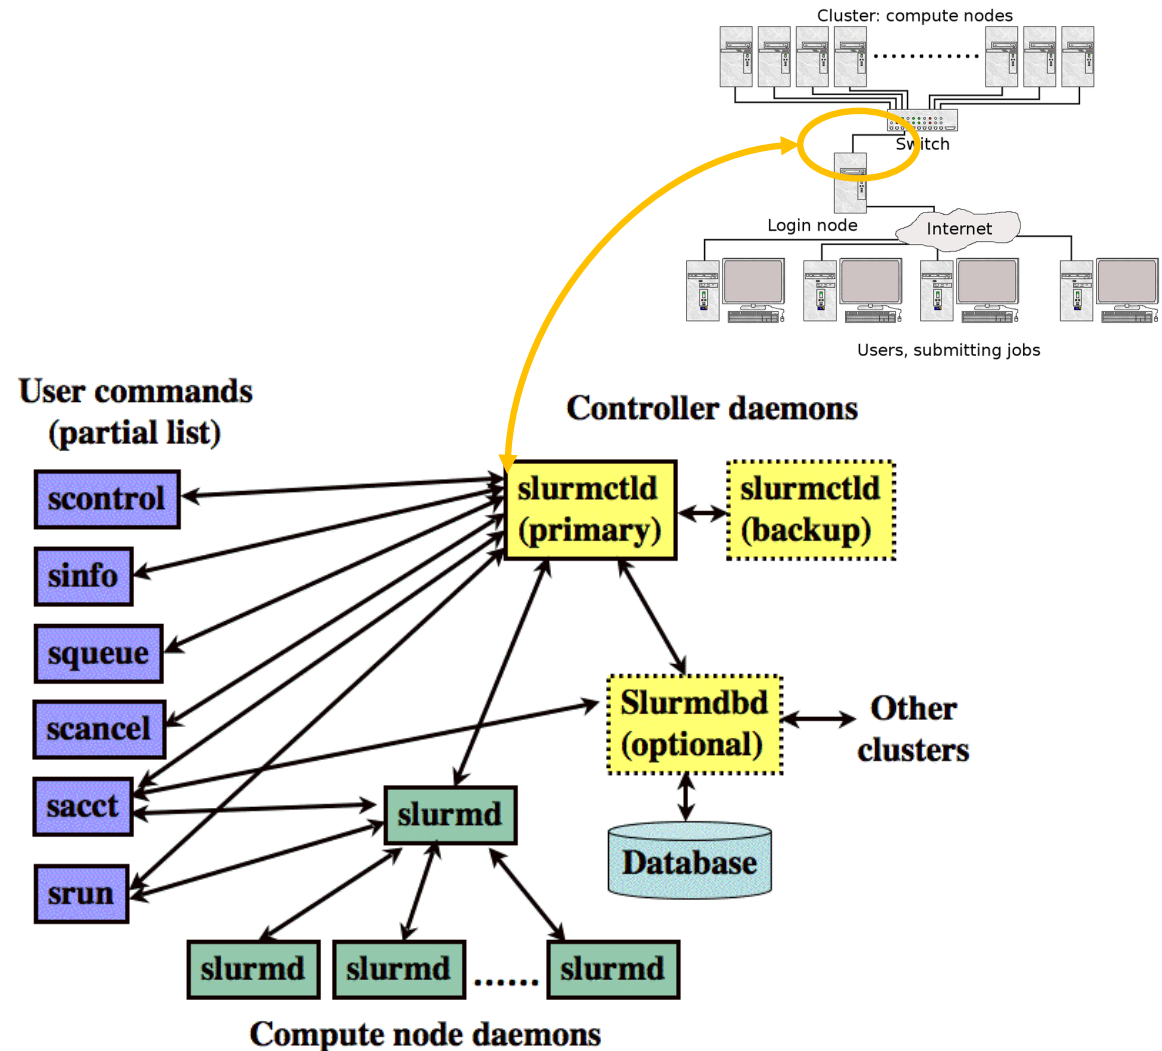 Cluster: compute nodes
Switch
Login node
Internet
Users, submitting jobs
User commands
(partial list)
Controller daemons
scontrol
sinfo
squeue
scancel
sacct
srun
slurmctld
(primary)
slurmctld
(backup)
Slurmdbd
(optional)
Other
clusters
Database
slurmd
slurmd
slurmd
......
slurmd
Compute node daemons